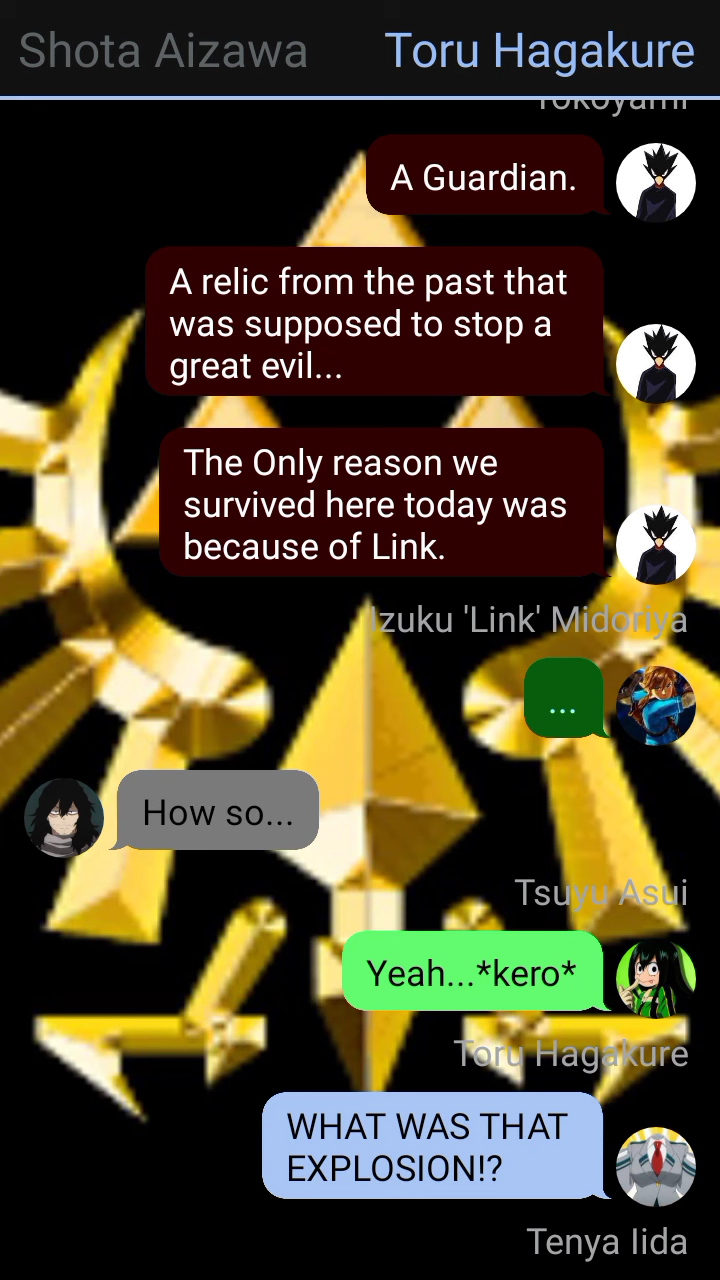 Shota Aizawa
Toru Hagakure
Tokoyami
A Guardian.
A relic from the past that
was supposed to stop a
great evil...
The Only reason we
survived here today was
because of Link.
Izuku 'Link' Midoriya
...
How so...
Tsuyu Asui
Yeah...*kero*
Toru Hagakure
WHAT WAS THAT
EXPLOSION!?
Tenya Iida